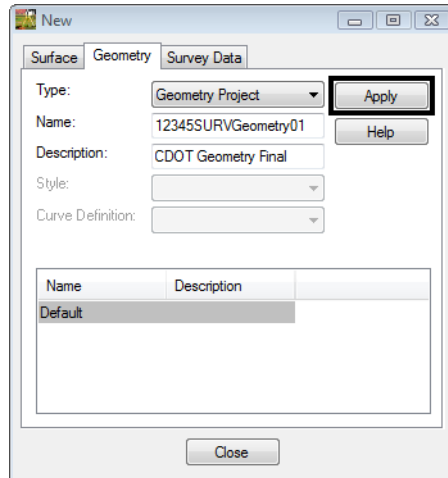 New
Surface Geometry Survey Data
Type: Geometry Project Apply
Name: 12345SURVGeometry01 Help
Description: CDOT Geometry Final
Style:
Curve Definition:
Name Description
Default
Close